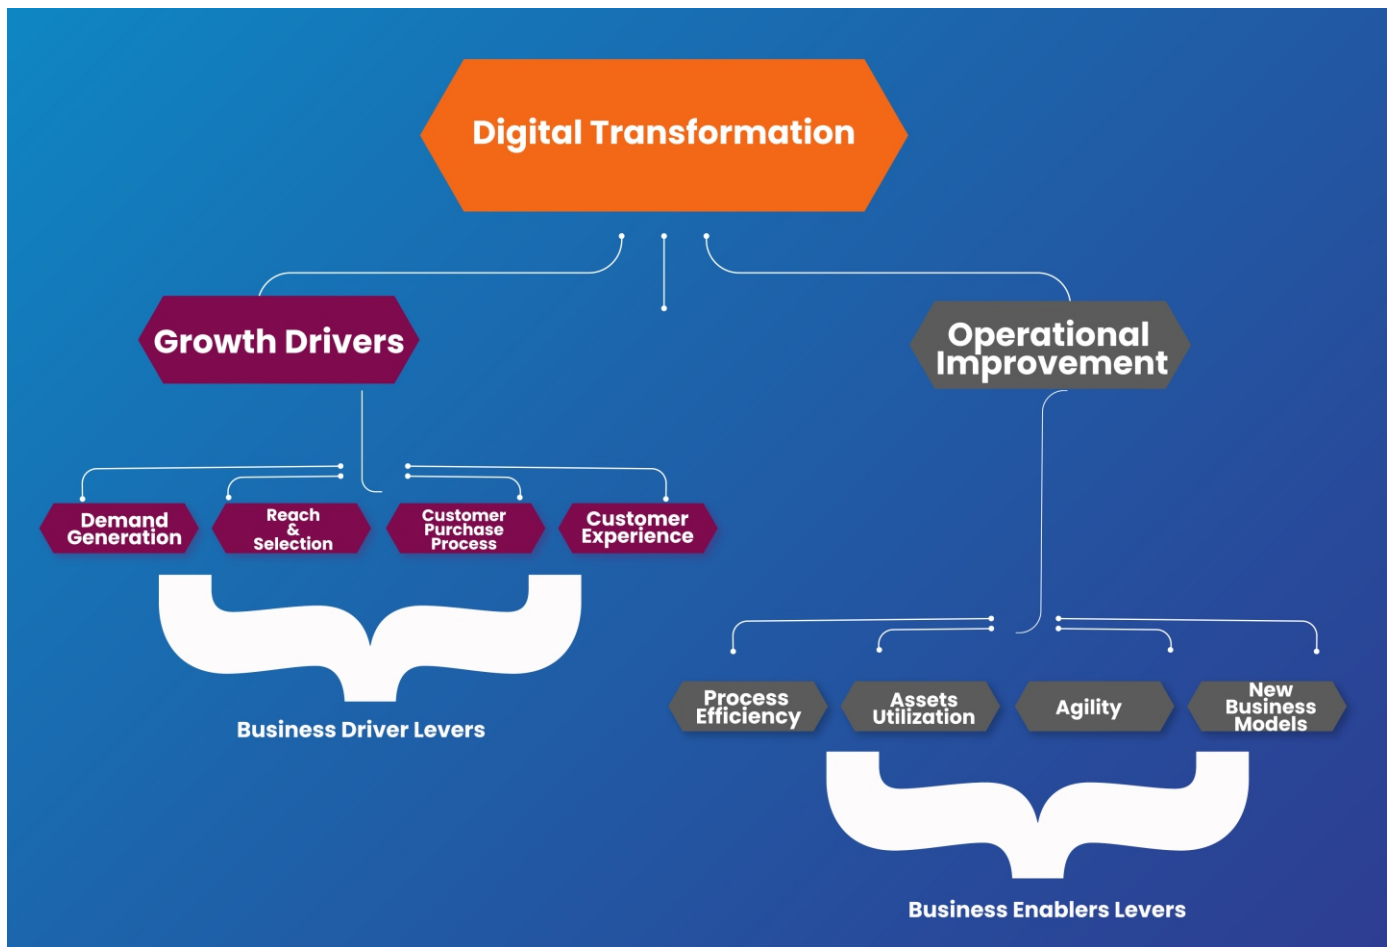 Digital Transformation
Growth Drivers
Operational
Improvement
Demand
Generation
Reach
&
Selection
Customer
Purchase
Process
Customer
Experience
Business Driver Levers
Process
Efficiency
Assets
Utilization
Agility
New
Business
Models
Business Enablers Levers